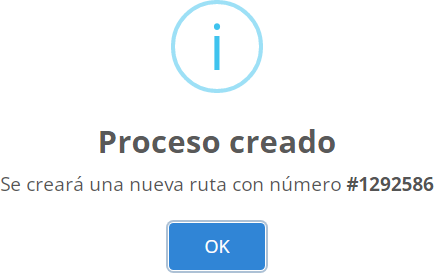 i
Proceso creado
Se creará una nueva ruta con número #1292586
OK